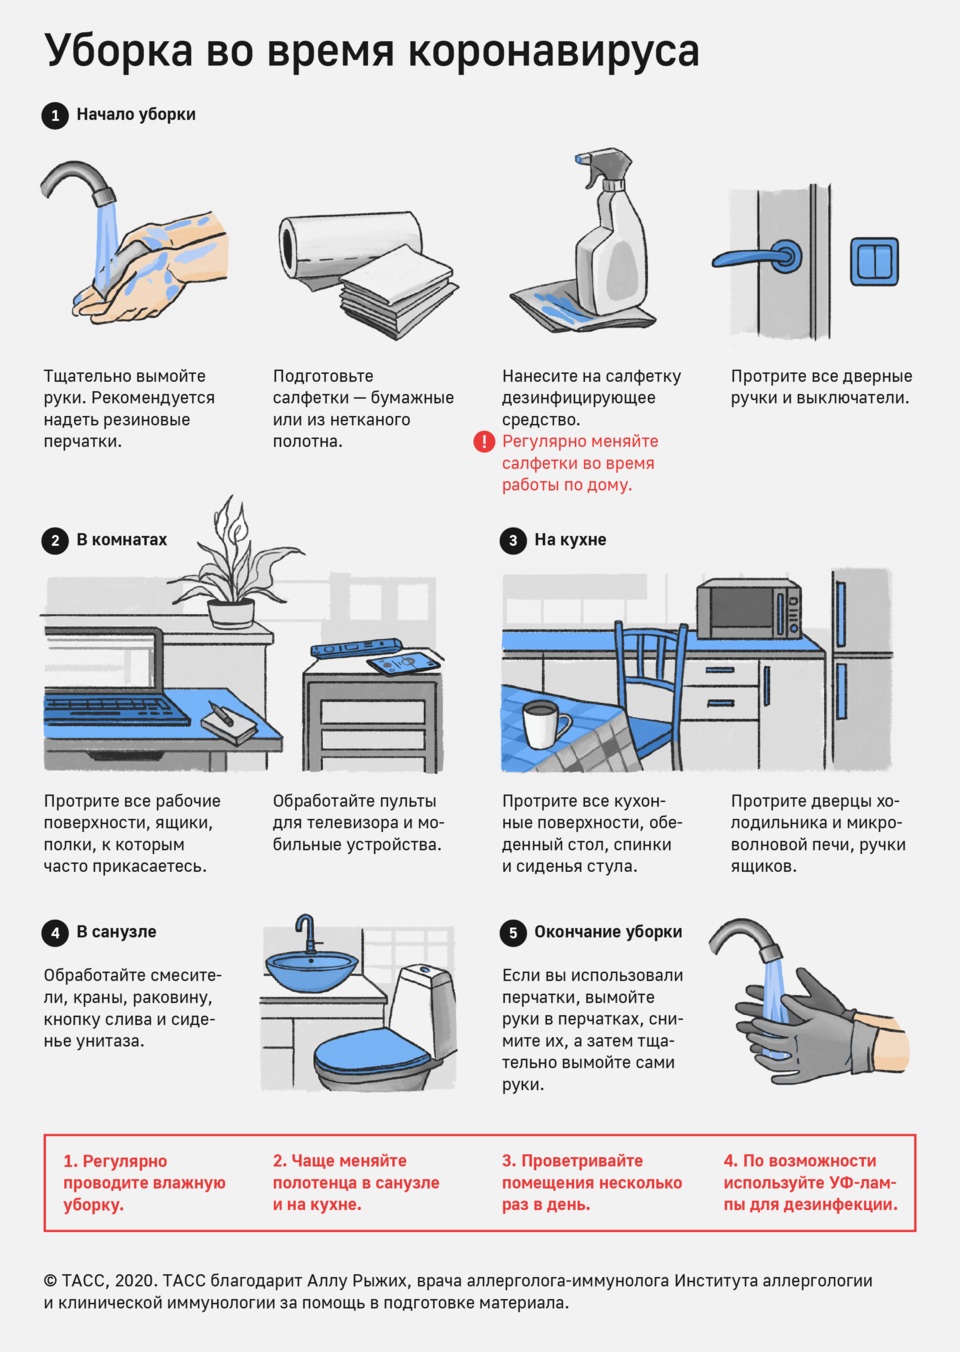 Уборка во время коронавируса
1 Начало уборки
Тщательно вымойте
руки. Рекомендуется
надеть резиновые
перчатки.
Подготовьте
салфетки — бумажные
или из нетканого
полотна.
Нанесите на салфетку
дезинфицирующее
средство.
! Регулярно меняйте
салфетки во время
работы по дому.
Протрите все дверные
ручки и выключатели.
2 В комнатах
Протрите все рабочие
поверхности, ящики,
полки, к которым
часто прикасаетесь.
Обработайте пульты
для телевизора и мо-
бильные устройства.
3 На кухне
Протрите все кухон-
ные поверхности, обе-
денный стол, спинки
и сиденья стула.
Протрите дверцы хо-
лодильника и микро-
волновой печи, ручки
ящиков.
4 В санузле
Обработайте смесите-
ли, краны, раковину,
кнопку слива и сиде-
нье унитаза.
5 Окончание уборки
Если вы использовали
перчатки, вымойте
руки в перчатках, сни-
мите их, а затем тща-
тельно вымойте сами
руки.
1. Регулярно
проводите влажную
уборку.
2. Чаще меняйте
полотенца в санузле
и на кухне.
3. Проветривайте
помещения несколько
раз в день.
4. По возможности
используйте УФ-лам-
пы для дезинфекции.
© ТАСС, 2020. ТАСС благодарит Аллу Рыжих, врача аллерголога-иммунолога Института аллергологии
и клинической иммунологии за помощь в подготовке материала.